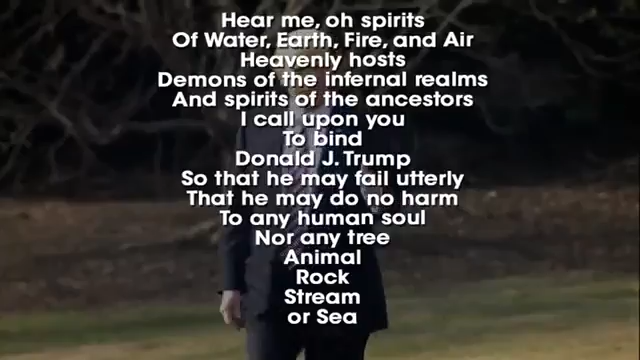 Hear me, oh spirits
Of Water, Earth, Fire, and Air
Heavenly hosts
Demons of the infernal realms
And spirits of the ancestors
I call upon you
To bind
Donald J. Trump
So that he may fail utterly
That he may do no harm
To any human soul
Nor any tree
Animal
Rock
Stream
or Sea